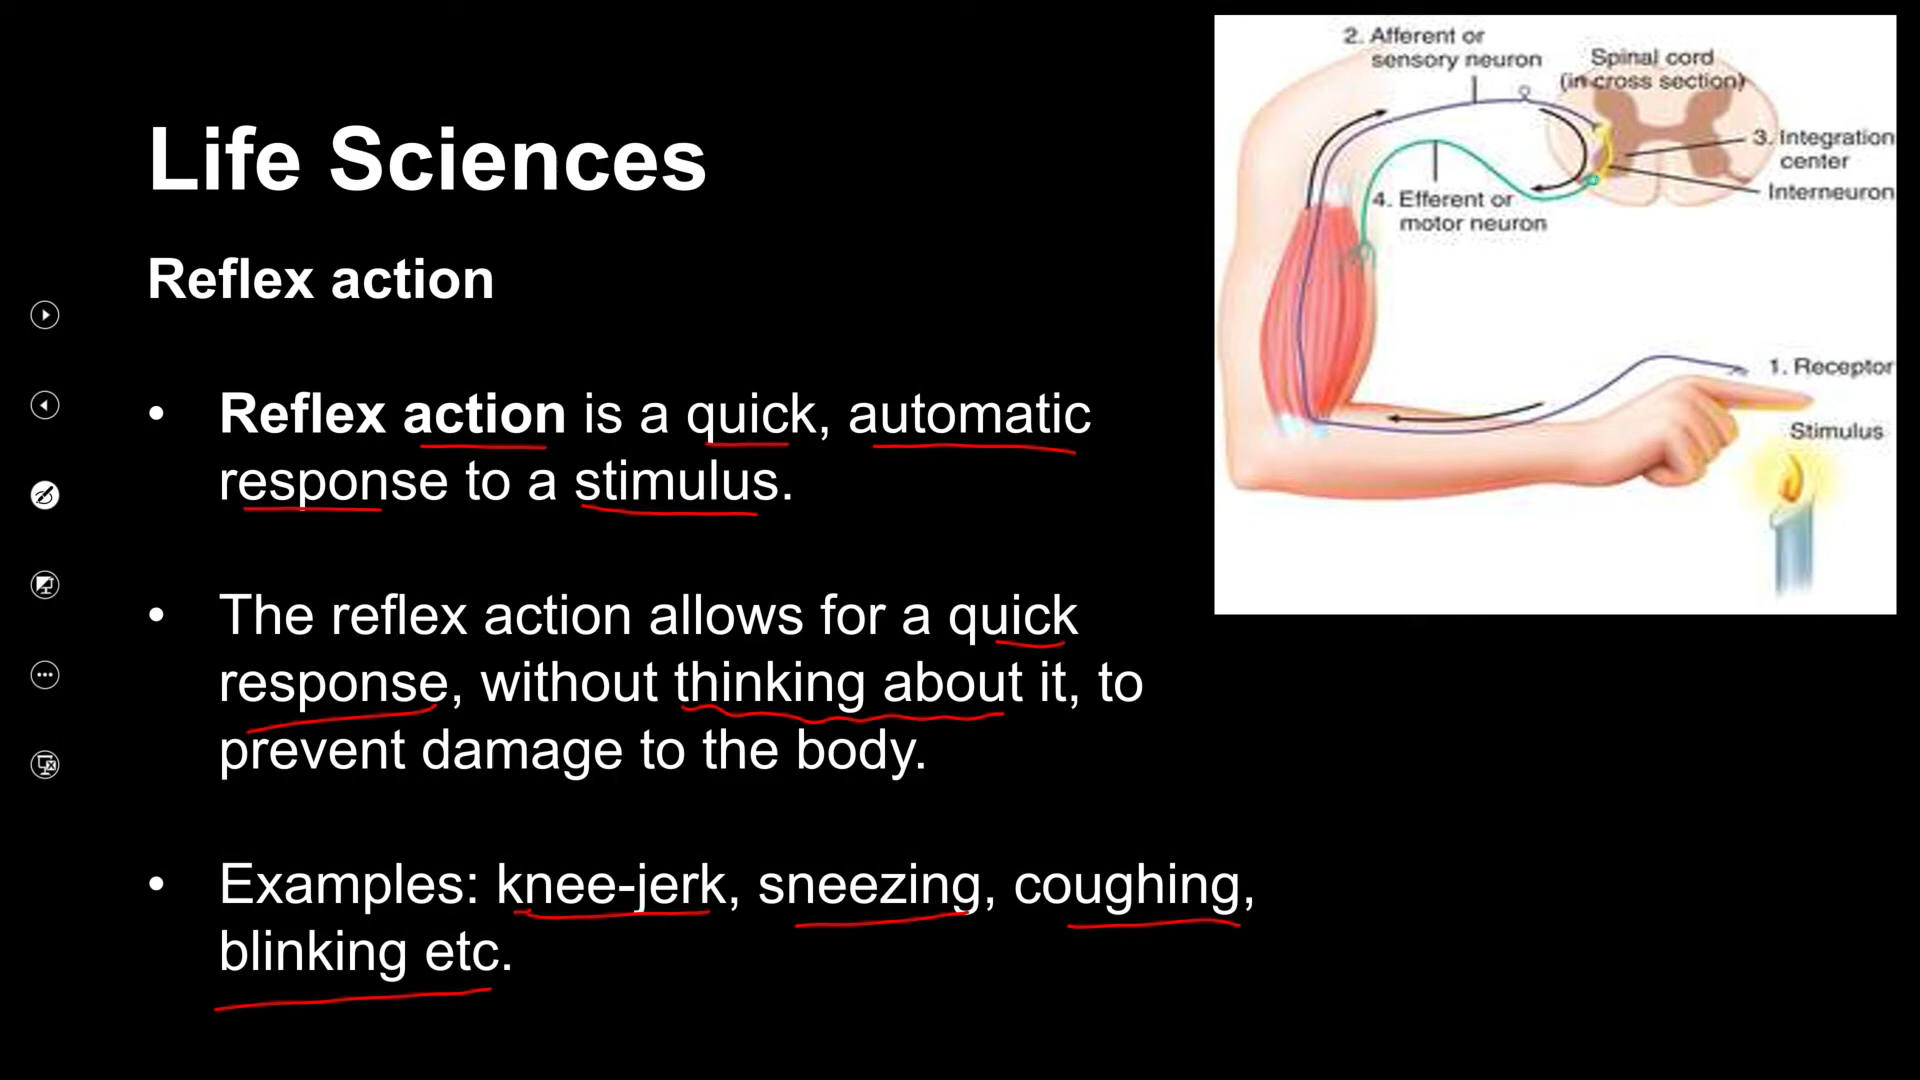 Life Sciences
Reflex action
• Reflex action is a quick, automatic
response to a stimulus.
• The reflex action allows for a quick
response, without thinking about it, to
prevent damage to the body.
• Examples: knee-jerk, sneezing, coughing,
blinking etc.
2. Afferent or
sensory neuron
Spinal cord
(in cross section)
3. Integration
center
Interneuron
4. Efferent or
motor neuron
1. Receptor
Stimulus